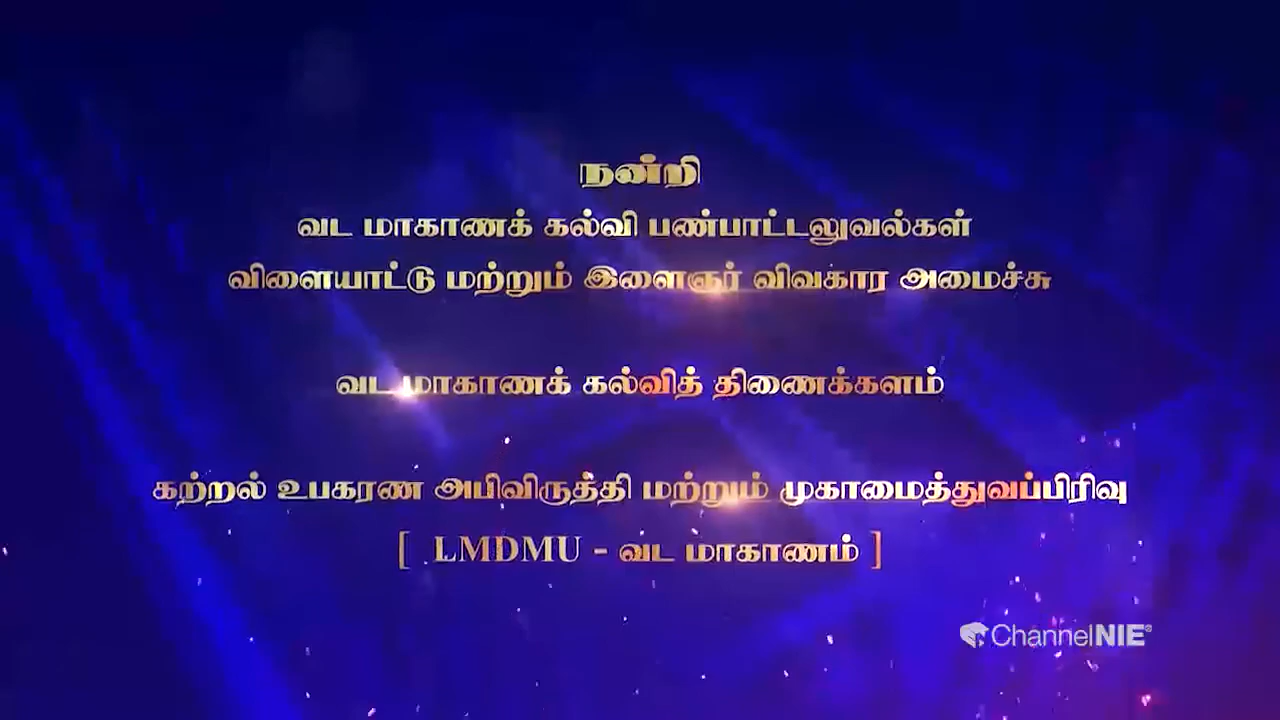 நன்றி
வட மாகாணக் கல்வி பண்பாட்டலுவல்கள்
விளையாட்டு மற்றும் இளைஞர் விவகார அமைச்சு
வட மாகாணக் கல்வித் திணைக்களம்
கற்றல் உபகரண அபிவிருத்தி மற்றும் முகாமைத்துவப்பிரிவு
[ LMDMU - வட மாகாணம் ]
ChannelNIE®